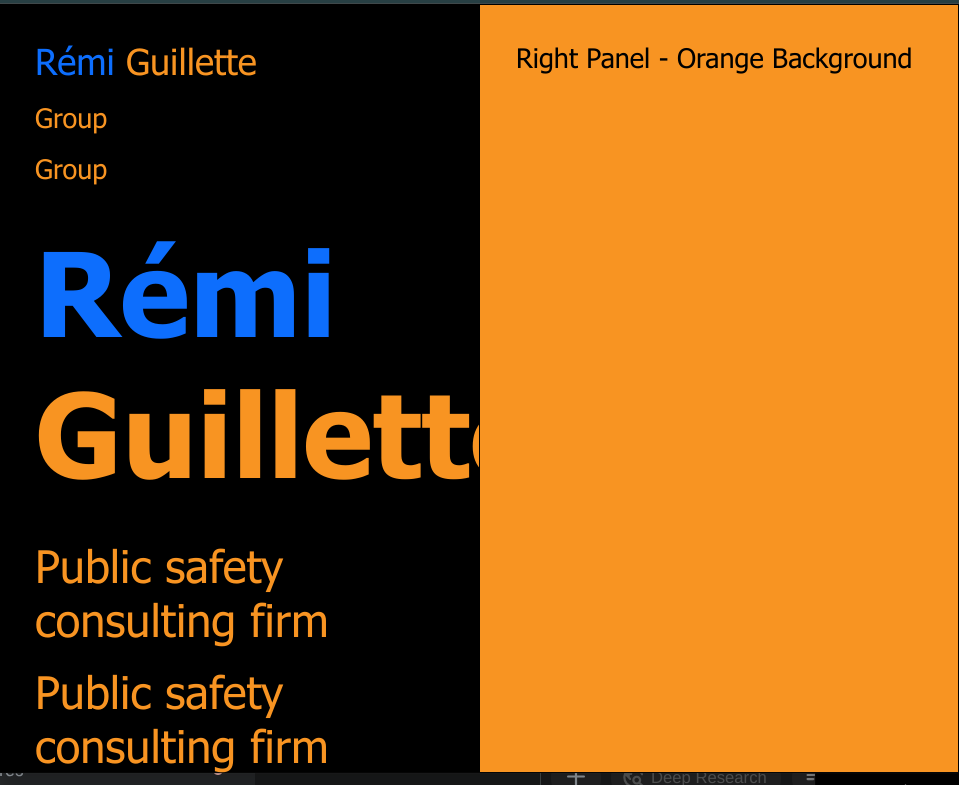 Rémi Guillette
Group
Group
Rémi
Guillette
Public safety
consulting firm
Public safety
consulting firm
Right Panel - Orange Background
Deep Research